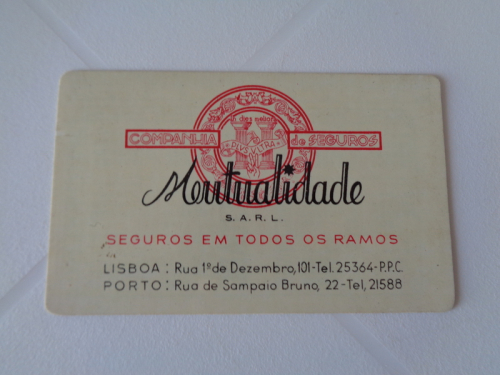 COMPANHIA de SEGUROS
Mutualidade
S. A. R. L.
SEGUROS EM TODOS OS RAMOS
LISBOA: Rua 1º de Dezembro, 101-Tel. 25364-P.P.C.
PORTO: Rua de Sampaio Bruno, 22-Tel, 21588